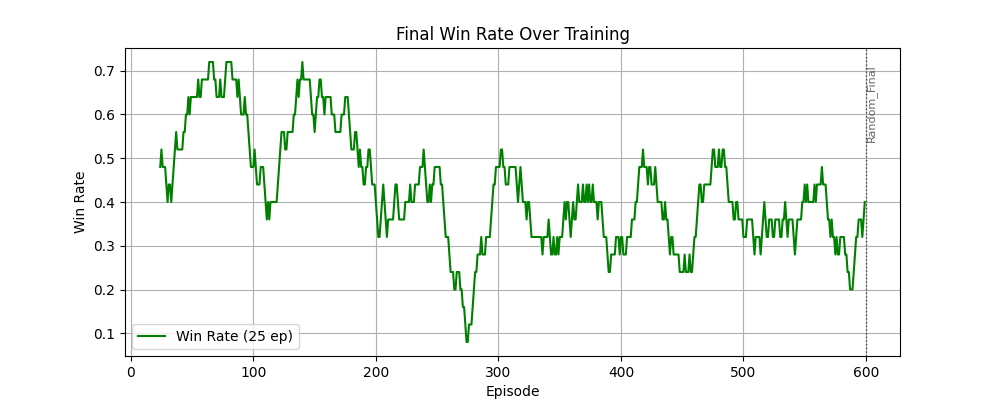 Final Win Rate Over Training
Win Rate
0.7
0.6
0.5
0.4
0.3
0.2
0.1
Random_Final
Win Rate (25 ep)
0 100 200 300 400 500 600
Episode